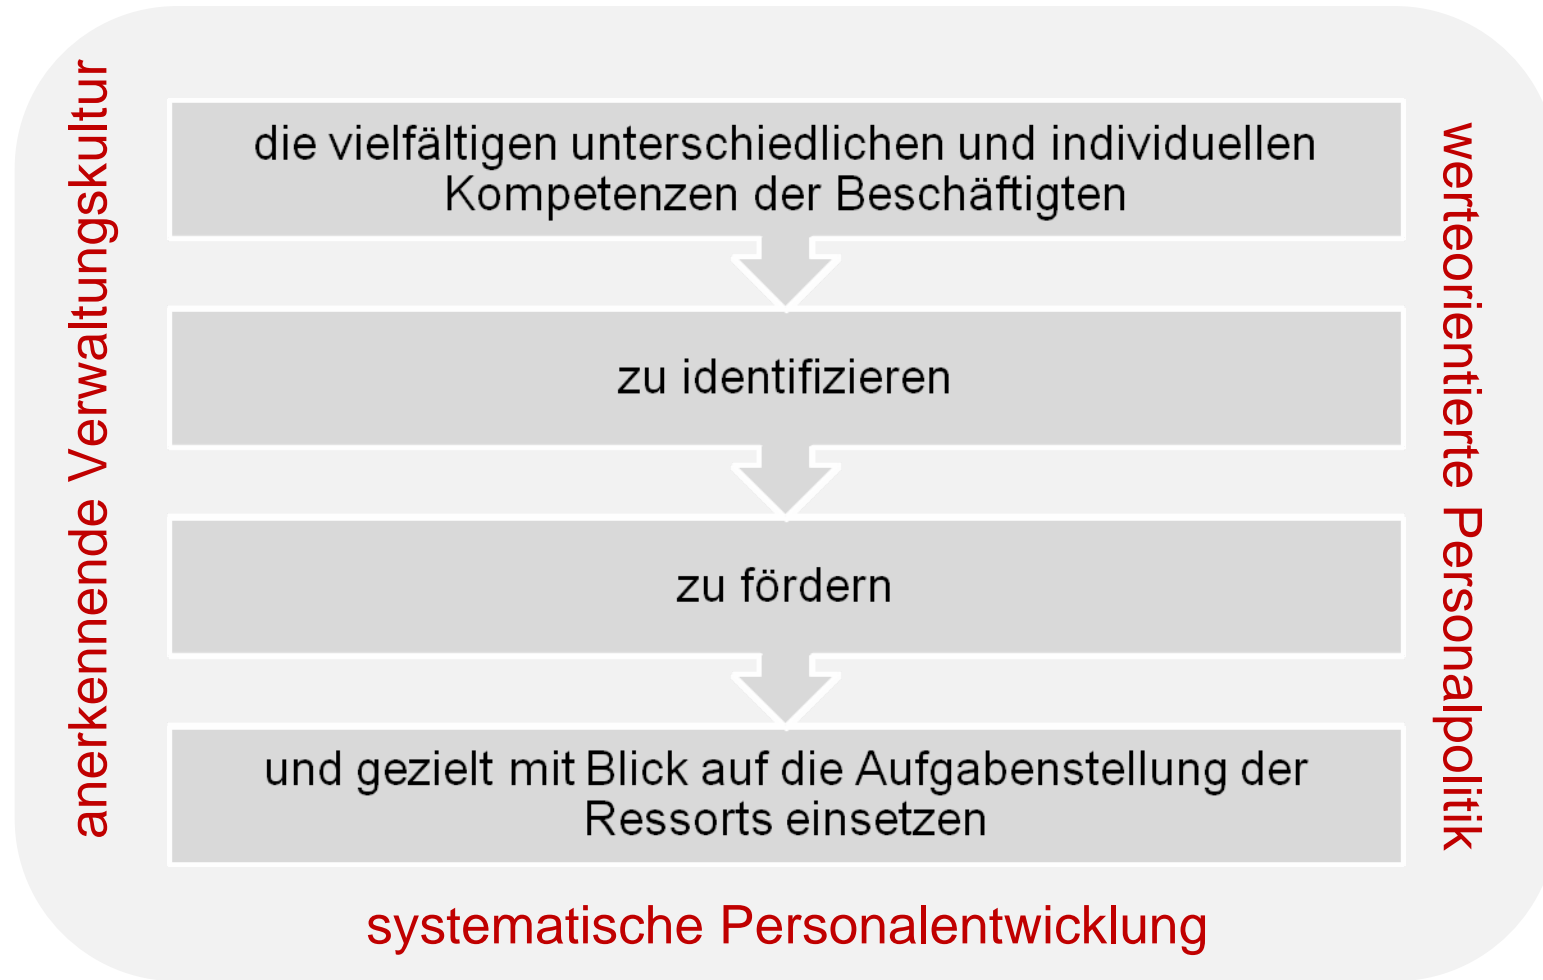 anerkennende Verwaltungskultur
die vielfältigen unterschiedlichen und individuellen
Kompetenzen der Beschäftigten
zu identifizieren
zu fördern
und gezielt mit Blick auf die Aufgabenstellung der
Ressorts einsetzen
werteorientierte Personalpolitik
systematische Personalentwicklung